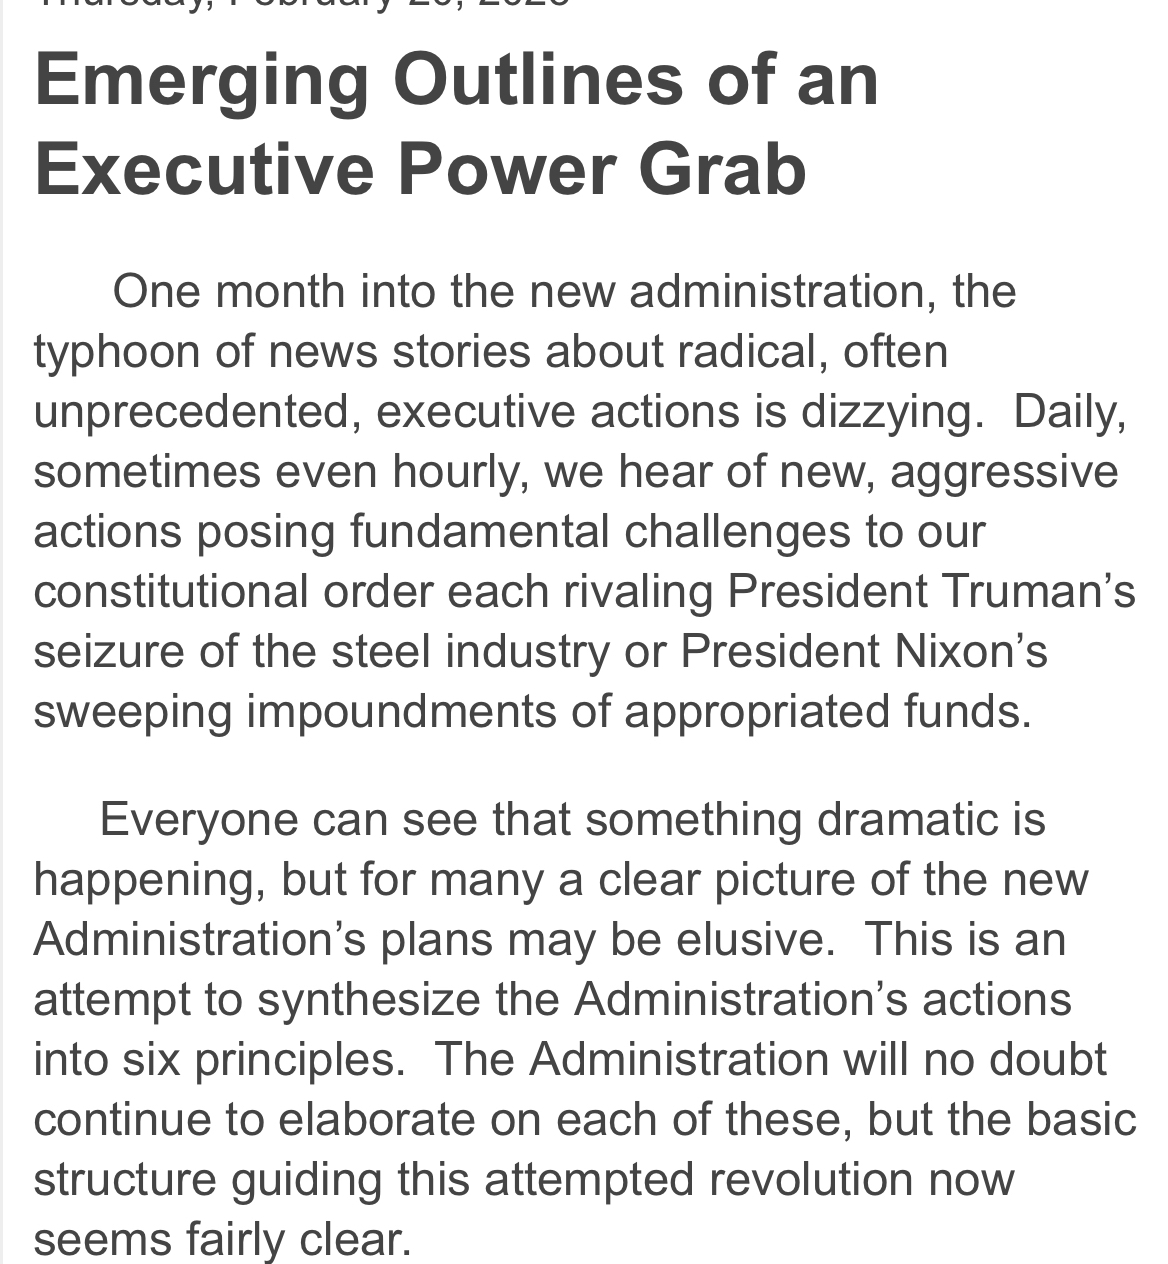 Thursday, February 20, 2025
Emerging Outlines of an
Executive Power Grab
One month into the new administration, the
typhoon of news stories about radical, often
unprecedented, executive actions is dizzying.  Daily,
sometimes even hourly, we hear of new, aggressive
actions posing fundamental challenges to our
constitutional order each rivaling President Truman’s
seizure of the steel industry or President Nixon’s
sweeping impoundments of appropriated funds.
Everyone can see that something dramatic is
happening, but for many a clear picture of the new
Administration’s plans may be elusive.  This is an
attempt to synthesize the Administration’s actions
into six principles.  The Administration will no doubt
continue to elaborate on each of these, but the basic
structure guiding this attempted revolution now
seems fairly clear.